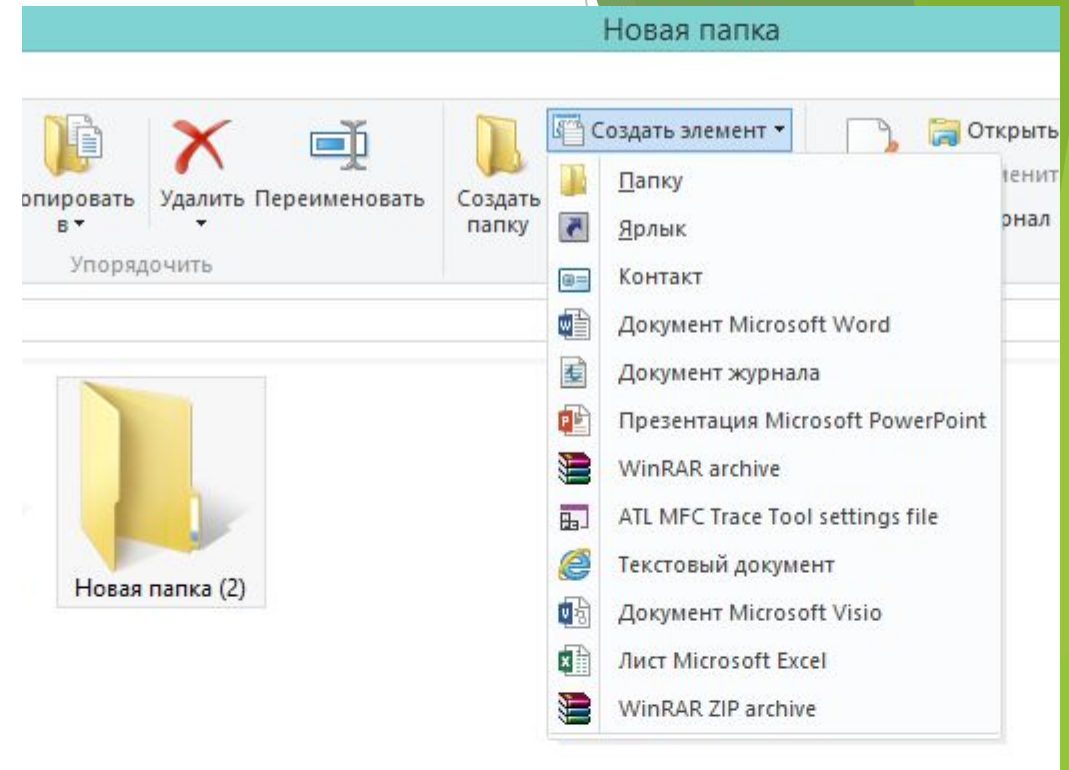 Новая папка
опировать
в
Удалить
Переименовать
Упорядочить
Создать
папку
Создать элемент
Открыть
менит
рнал
Папку
Ярлык
Контакт
Документ Microsoft Word
Документ журнала
Презентация Microsoft PowerPoint
WinRAR archive
ATL MFC Trace Tool settings file
Текстовый документ
Документ Microsoft Visio
Лист Microsoft Excel
WinRAR ZIP archive
Новая папка (2)